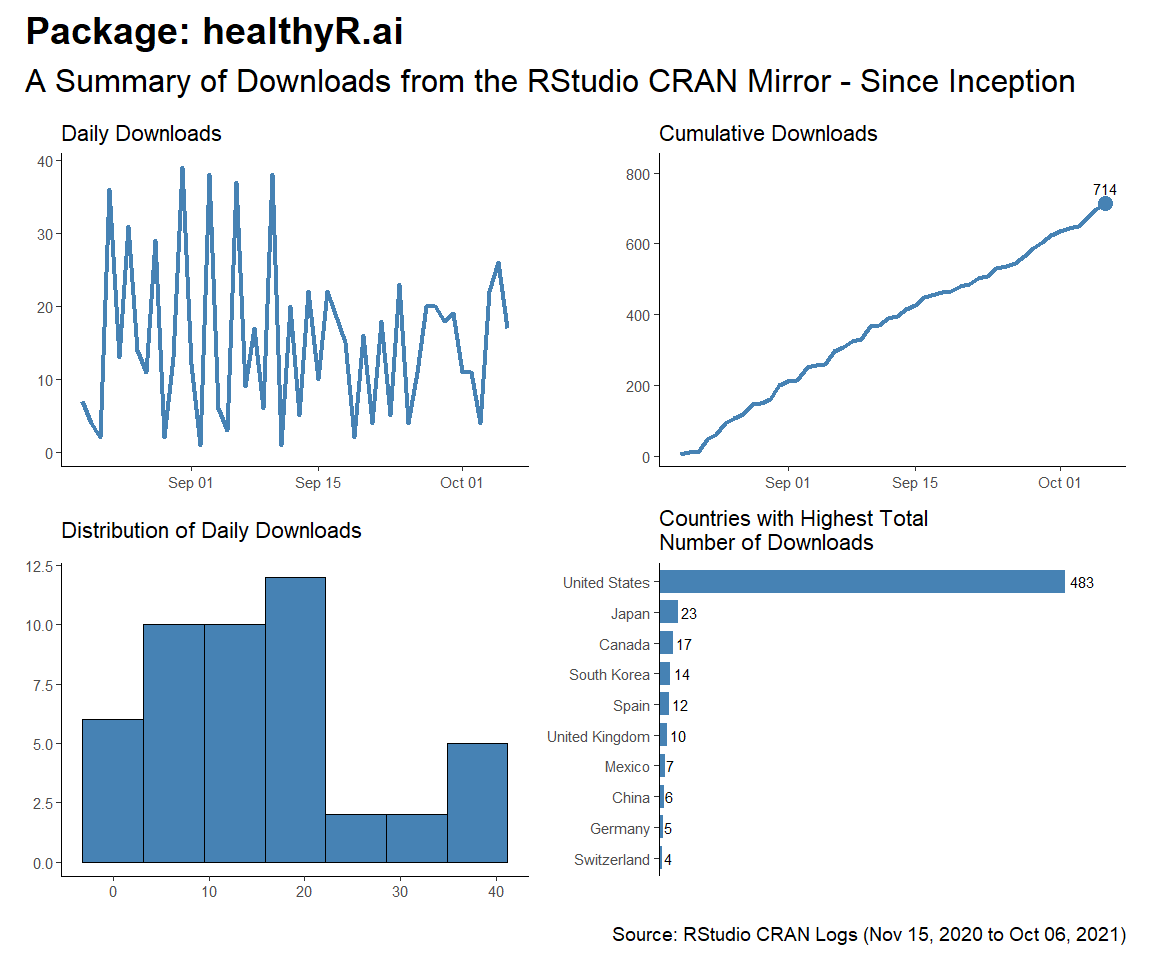 Package: healthyR.ai
A Summary of Downloads from the RStudio CRAN Mirror - Since Inception
Daily Downloads
40
30
20
10
0
Sep 01 Sep 15 Oct 01
Cumulative Downloads
800
600
400
200
0
714
Sep 01 Sep 15 Oct 01
Distribution of Daily Downloads
12.5
10.0
7.5
5.0
2.5
0.0
0 10 20 30 40
Countries with Highest Total
Number of Downloads
United States 483
Japan 23
Canada 17
South Korea 14
Spain 12
United Kingdom 10
Mexico 7
China 6
Germany 5
Switzerland 4
Source: RStudio CRAN Logs (Nov 15, 2020 to Oct 06, 2021)